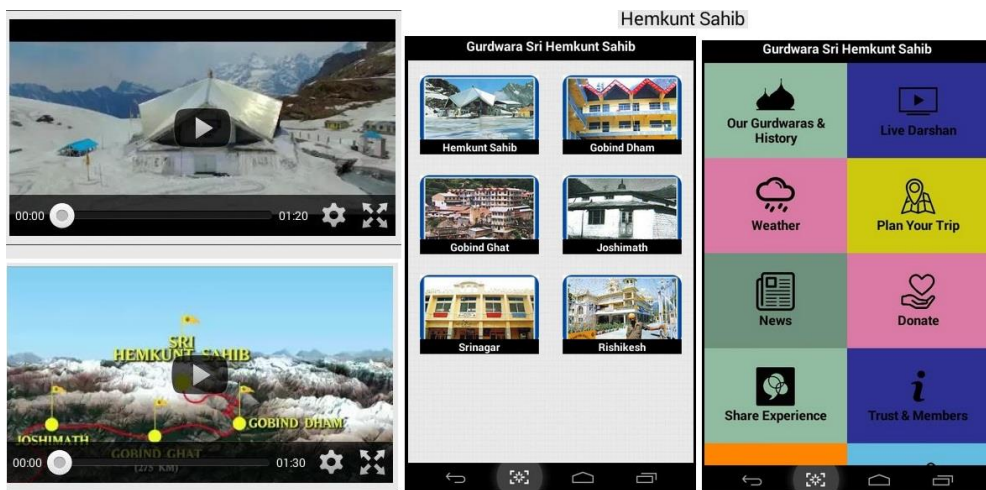 Hemkunt Sahib
00:00
01:20
SRI
HEMKUNT SAHIB
GOBIND DHAM
JOSHIMATH
GOBIND GHAT
(275 KM)
00:00
01:30
Gurdwara Sri Hemkunt Sahib
Hemkunt Sahib
Gobind Dham
Gobind Ghat
Joshimath
Srinagar
Rishikesh
Gurdwara Sri Hemkunt Sahib
Our Gurdwaras &
History
Live Darshan
Weather
Plan Your Trip
News
Donate
Share Experience
Trust & Members